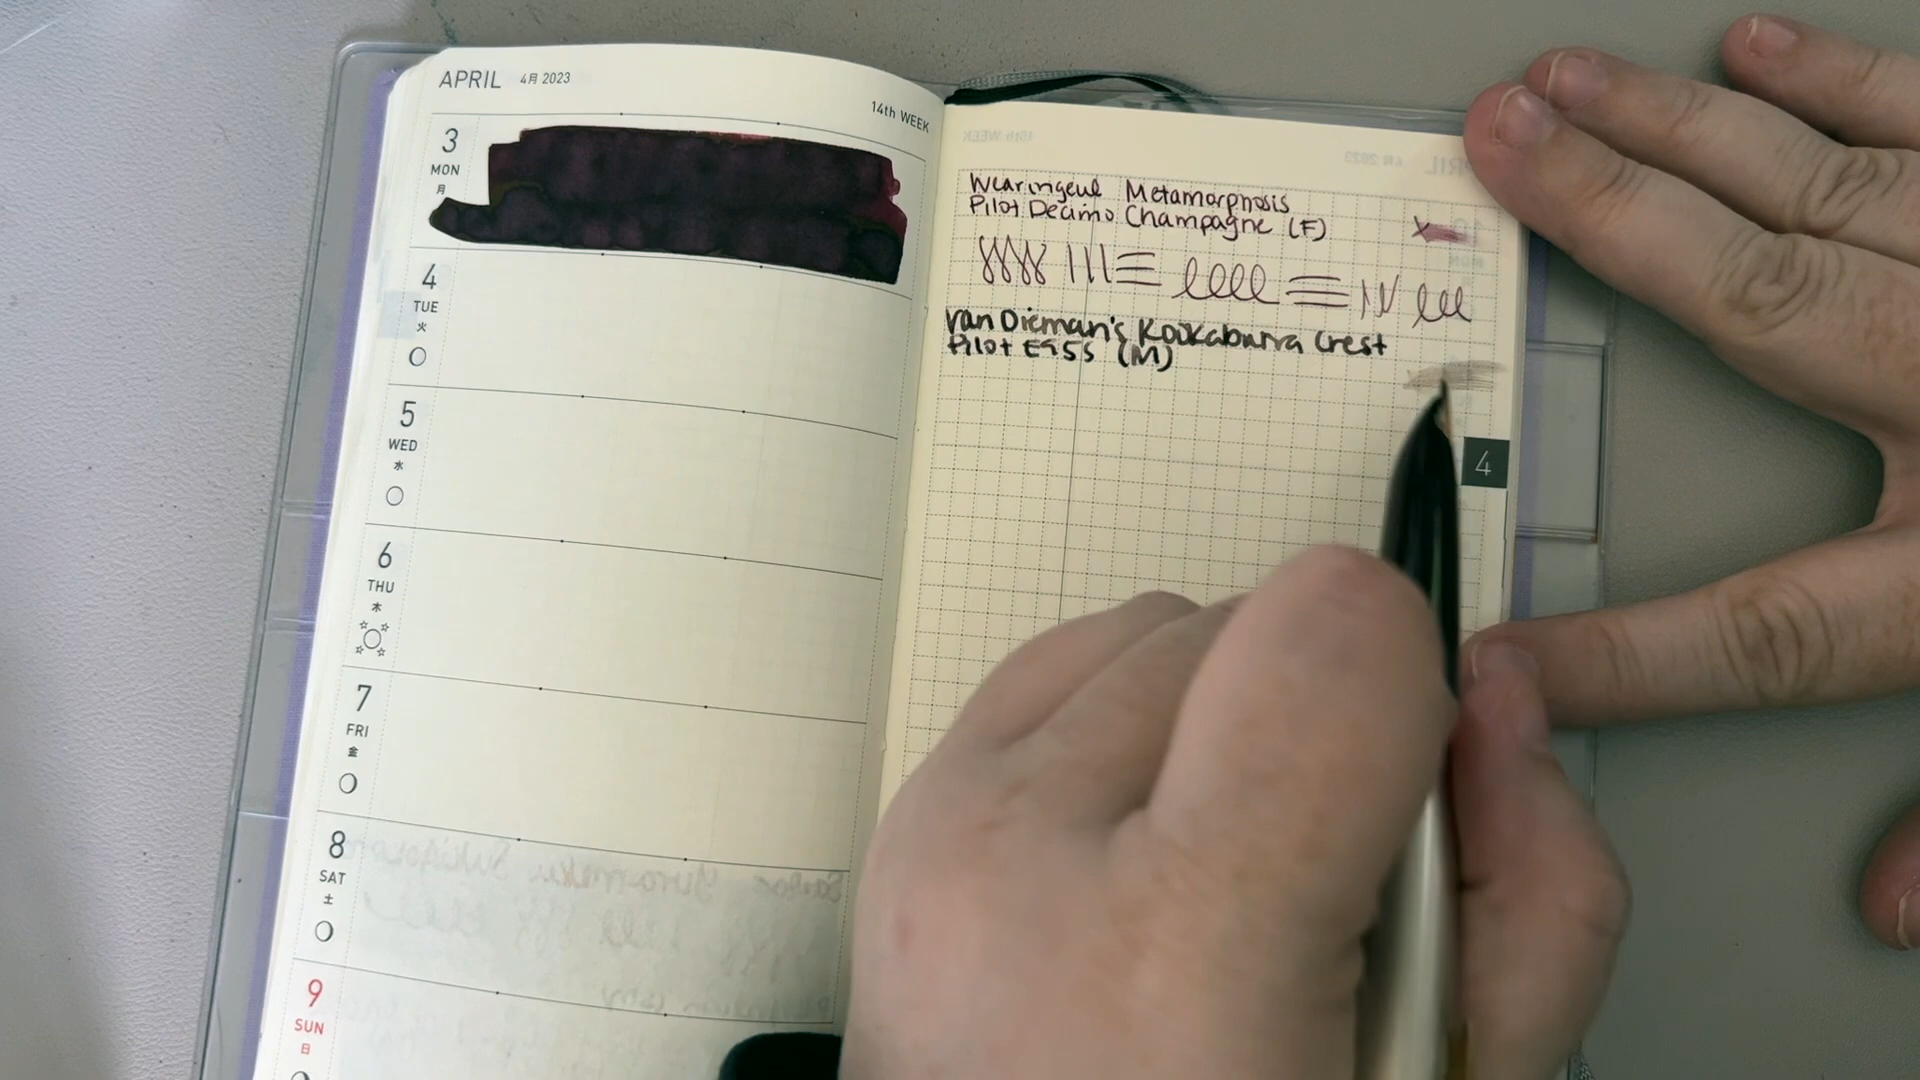 APRIL 4月 2023
14th WEEK
3
MON
月
4
TUE
火
5
WED
水
6
THU
木
7
FRI
金
8
SAT
土
9
SUN
日
Wearingeul Metamorphosis
Pilot Decimo Champagne (F)
Van Dieman's Kookaburra Crest
Pilot E95S (M)
4